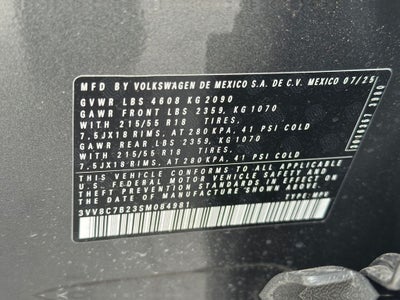 MFD BY VOLKSWAGEN DE MEXICO S.A. DE C.V. MEXICO 07/25
GVWR LBS 4608 KG 2090
GAWR FRONT LBS 2359, KG 1070
WITH 215/55 R18 TIRES,
7.5JX18 RIMS, AT 280 KPA, 41 PSI COLD
GAWR REAR LBS 2359, KG 1070
WITH 215/55 R18 TIRES,
7.5JX18 RIMS, AT 280 KPA, 41 PSI COLD
THIS VEHICLE CONFORMS TO ALL APPLICABLE
U.S. FEDERAL MOTOR VEHICLE SAFETY AND
THEFT PREVENTION STANDARDS IN EFFECT ON
THE DATE OF MANUFACTURE SHOWN ABOVE
3VV8C7B23SM084981 TYPE: MPV